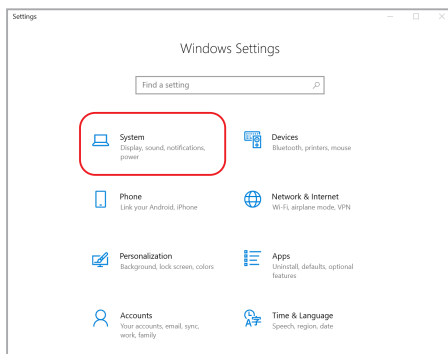 Settings
Windows Settings
Find a setting
System
Display, sound, notifications,
power
Devices
Bluetooth, printers, mouse
Phone
Link your Android, iPhone
Network & Internet
Wi-Fi, airplane mode, VPN
Personalization
Background, lock screen, colors
Apps
Uninstall, defaults, optional
features
Accounts
Your accounts, email, sync,
work, family
Time & Language
Speech, region, date